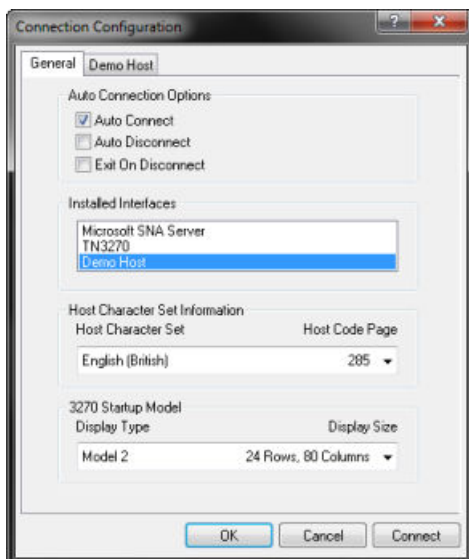 Connection Configuration
General Demo Host
Auto Connection Options
Auto Connect
Auto Disconnect
Exit On Disconnect
Installed Interfaces
Microsoft SNA Server
TN3270
Demo Host
Host Character Set Information
Host Character Set Host Code Page
English (British) 285
3270 Startup Model
Display Type Display Size
Model 2 24 Rows, 80 Columns
OK Cancel Connect